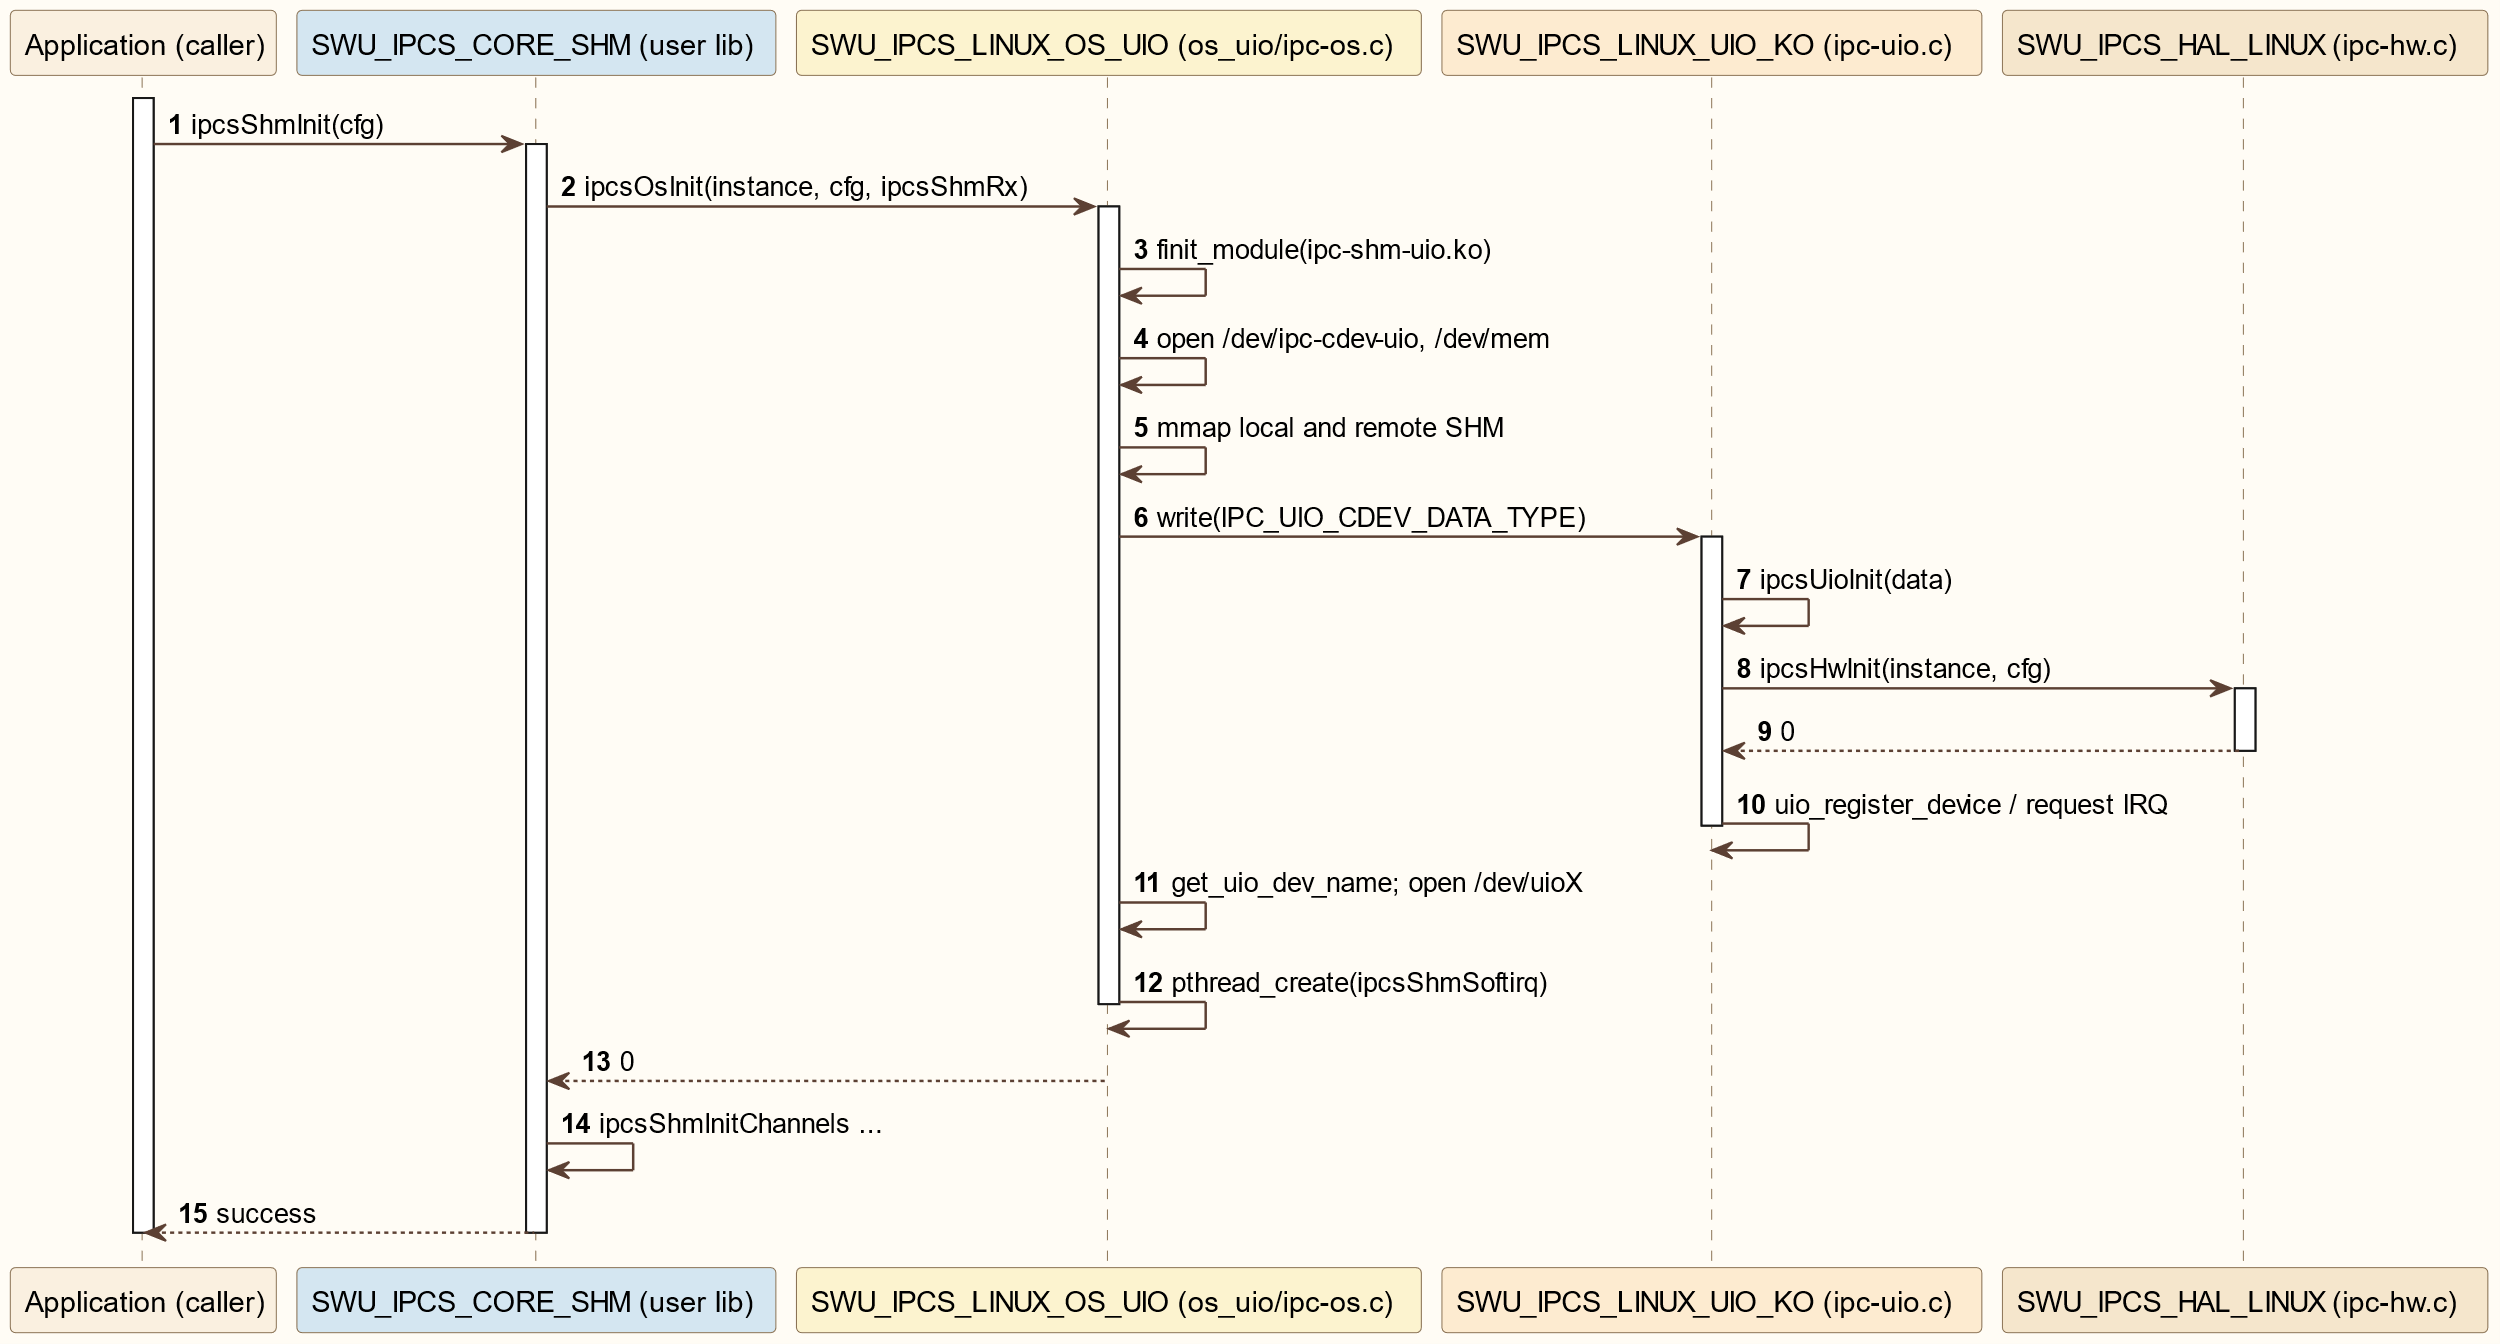 Application (caller)
SWU_IPCS_CORE_SHM (user lib)
SWU_IPCS_LINUX_OS_UIO (os_uio/ipc-os.c)
SWU_IPCS_LINUX_UIO_KO (ipc-uio.c)
SWU_IPCS_HAL_LINUX (ipc-hw.c)
1 ipcsShmInit(cfg)
2 ipcsOsInit(instance, cfg, ipcsShmRx)
3 finit_module(ipc-shm-uio.ko)
4 open /dev/ipc-cdev-uio, /dev/mem
5 mmap local and remote SHM
6 write(IPC_UIO_CDEV_DATA_TYPE)
7 ipcsUioInit(data)
8 ipcsHwInit(instance, cfg)
9 0
10 uio_register_device / request IRQ
11 get_uio_dev_name; open /dev/uioX
12 pthread_create(ipcsShmSoftirq)
13 0
14 ipcsShmInitChannels ...
15 success
Application (caller)
SWU_IPCS_CORE_SHM (user lib)
SWU_IPCS_LINUX_OS_UIO (os_uio/ipc-os.c)
SWU_IPCS_LINUX_UIO_KO (ipc-uio.c)
SWU_IPCS_HAL_LINUX (ipc-hw.c)